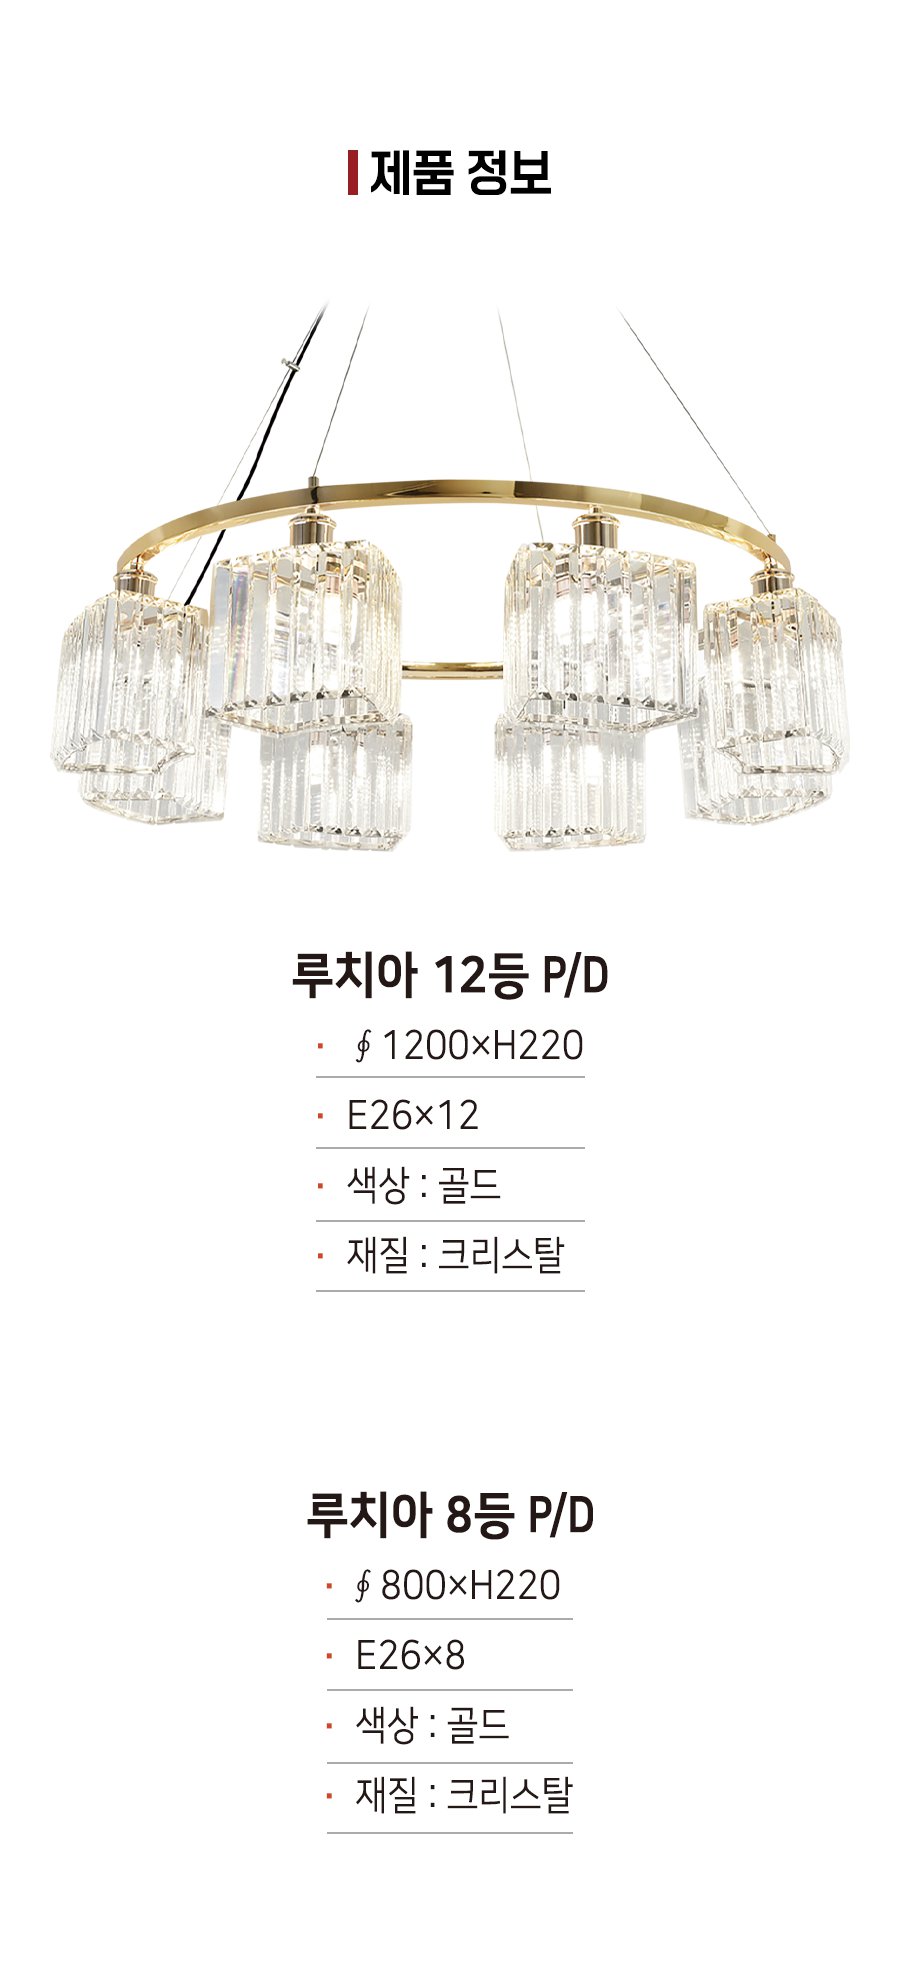 제품 정보
루치아 12등 P/D
· ∮ 1200×H220
· E26×12
· 색상 : 골드
· 재질 : 크리스탈
루치아 8등 P/D
· ∮ 800×H220
· E26×8
· 색상 : 골드
· 재질 : 크리스탈